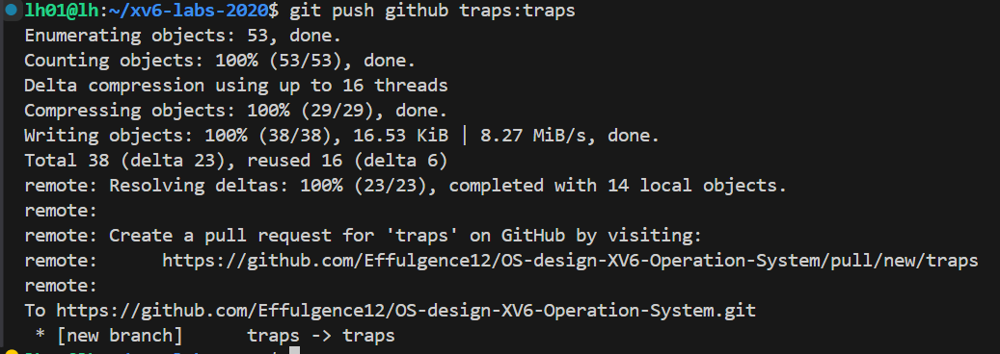 lh01@lh:~/xv6-labs-2020$ git push github traps:traps
Enumerating objects: 53, done.
Counting objects: 100% (53/53), done.
Delta compression using up to 16 threads
Compressing objects: 100% (29/29), done.
Writing objects: 100% (38/38), 16.53 KiB | 8.27 MiB/s, done.
Total 38 (delta 23), reused 16 (delta 6)
remote: Resolving deltas: 100% (23/23), completed with 14 local objects.
remote:
remote: Create a pull request for 'traps' on GitHub by visiting:
remote:      https://github.com/Effulgence12/OS-design-XV6-Operation-System/pull/new/traps
remote:
To https://github.com/Effulgence12/OS-design-XV6-Operation-System.git
 * [new branch]      traps -> traps